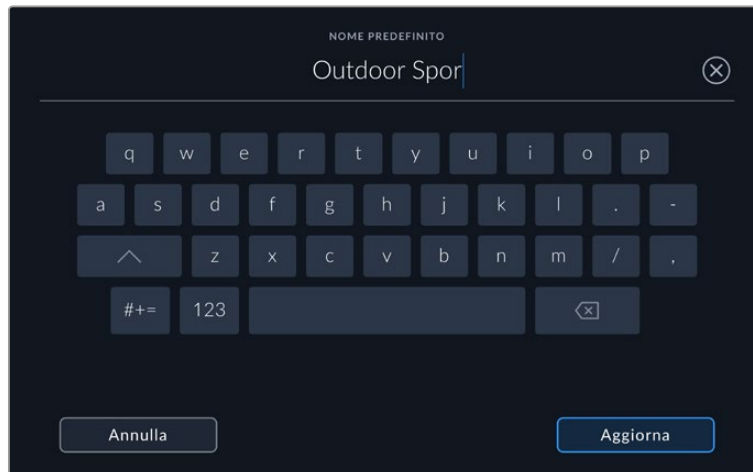 NOME PREDEFINITO
Outdoor Spor
q w e r t y u i o p
a s d f g h j k l . -
z x c v b n m / ,
#+= 123
Annulla Aggiorna